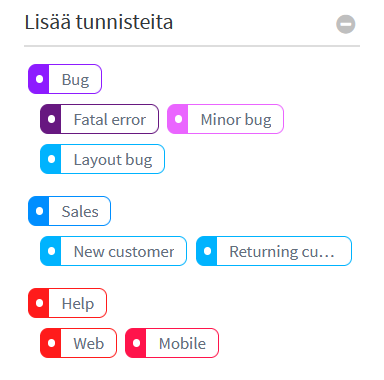 Lisää tunnisteita
Bug
Fatal error Minor bug
Layout bug
Sales
New customer Returning cu...
Help
Web Mobile